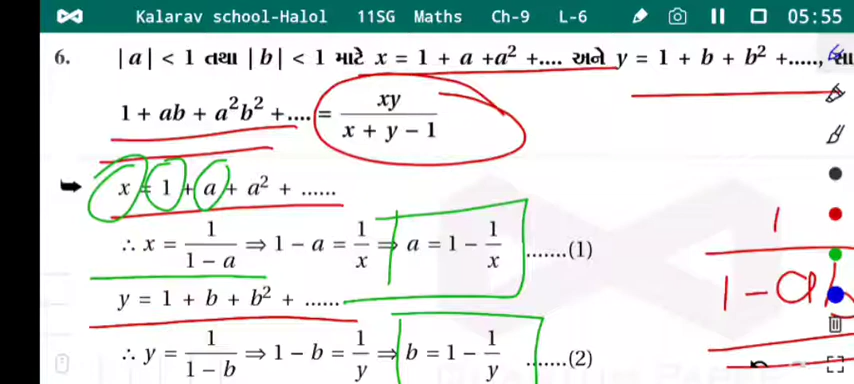 Kalarav school-Halol 11SG Maths Ch-9 L-6 05:55
6. |a| < 1 તથા |b| < 1 માટે x = 1 + a +a² +.... અને y = 1 + b + b² +.....,
1 + ab + a²b² +.... = xy / (x + y − 1)
➥ x = 1 + a + a² + ......
∴ x = 1 / (1 − a) ⇒ 1 − a = 1/x ⇒ a = 1 − 1/x .......(1)
y = 1 + b + b² + ......
∴ y = 1 / (1 − b) ⇒ 1 − b = 1/y ⇒ b = 1 − 1/y .......(2)
1 / (1 − ab)